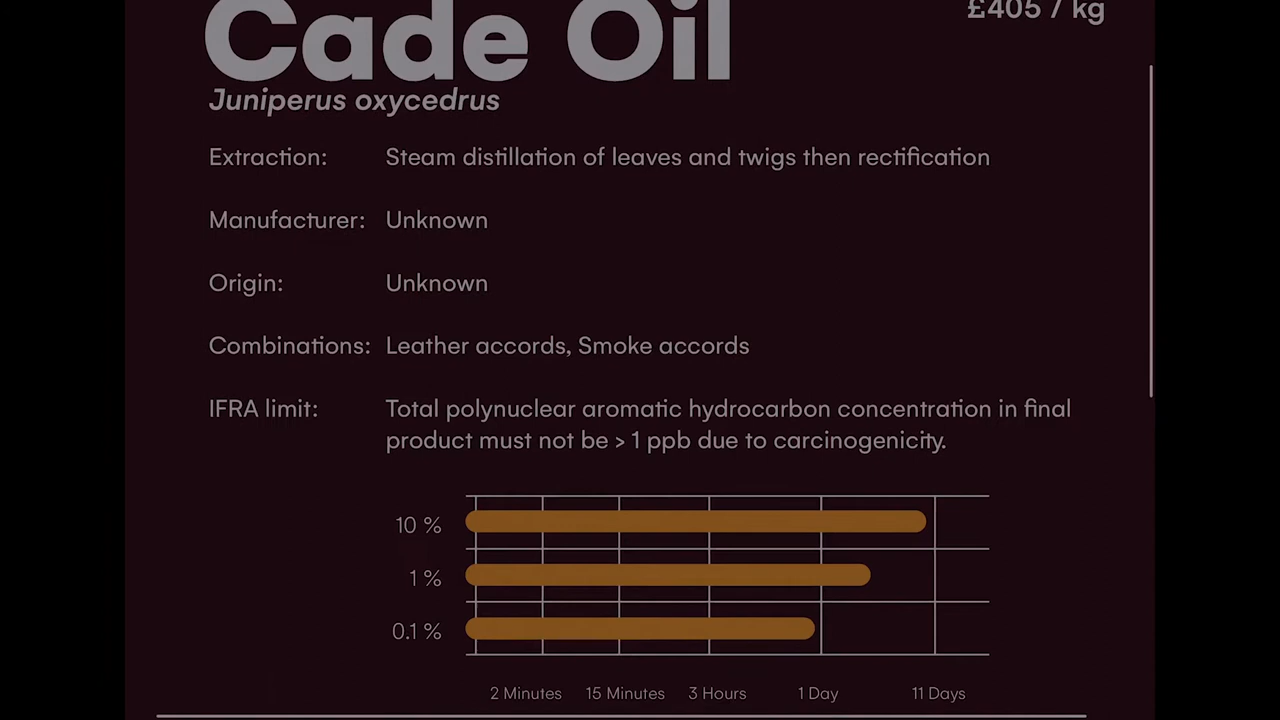 Cade Oil
£405 / kg
Juniperus oxycedrus
Extraction: Steam distillation of leaves and twigs then rectification
Manufacturer: Unknown
Origin: Unknown
Combinations: Leather accords, Smoke accords
IFRA limit: Total polynuclear aromatic hydrocarbon concentration in final
product must not be > 1 ppb due to carcinogenicity.
10 %
1 %
0.1 %
2 Minutes 15 Minutes 3 Hours 1 Day 11 Days